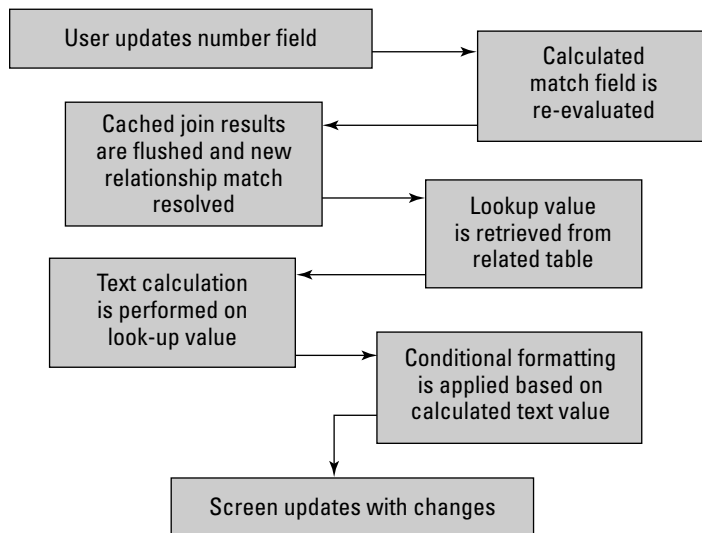 User updates number field
Calculated
match field is
re-evaluated
Cached join results
are flushed and new
relationship match
resolved
Lookup value
is retrieved from
related table
Text calculation
is performed on
look-up value
Conditional formatting
is applied based on
calculated text value
Screen updates with changes